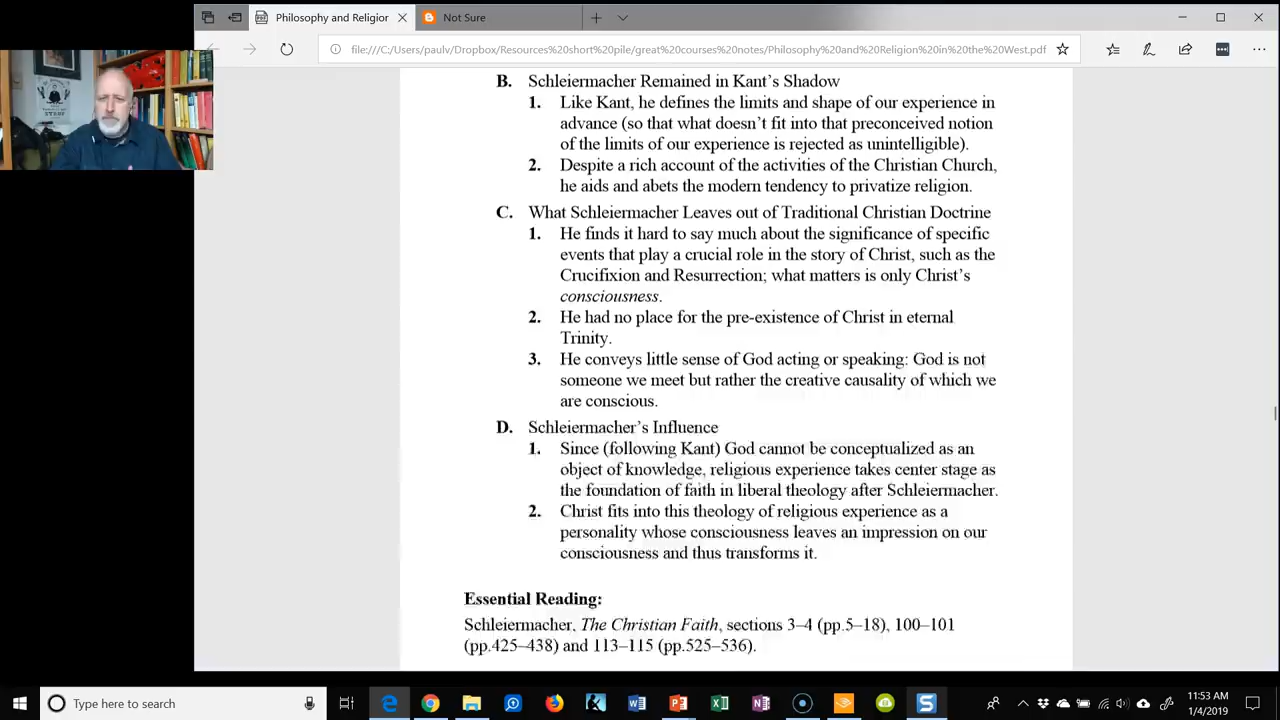 Philosophy and Religior
Not Sure
file:///C:/Users/paulv/Dropbox/Resources%20short%20pile/great%20courses%20notes/Philosophy%20and%20Religion%20in%20the%20West.pdf
B. Schleiermacher Remained in Kant's Shadow
1. Like Kant, he defines the limits and shape of our experience in
advance (so that what doesn't fit into that preconceived notion
of the limits of our experience is rejected as unintelligible).
2. Despite a rich account of the activities of the Christian Church,
he aids and abets the modern tendency to privatize religion.
C. What Schleiermacher Leaves out of Traditional Christian Doctrine
1. He finds it hard to say much about the significance of specific
events that play a crucial role in the story of Christ, such as the
Crucifixion and Resurrection; what matters is only Christ's
consciousness.
2. He had no place for the pre-existence of Christ in eternal
Trinity.
3. He conveys little sense of God acting or speaking: God is not
someone we meet but rather the creative causality of which we
are conscious.
D. Schleiermacher's Influence
1. Since (following Kant) God cannot be conceptualized as an
object of knowledge, religious experience takes center stage as
the foundation of faith in liberal theology after Schleiermacher.
2. Christ fits into this theology of religious experience as a
personality whose consciousness leaves an impression on our
consciousness and thus transforms it.
Essential Reading:
Schleiermacher, The Christian Faith, sections 3–4 (pp.5–18), 100–101
(pp.425–438) and 113–115 (pp.525–536).
Type here to search
11:53 AM
1/4/2019